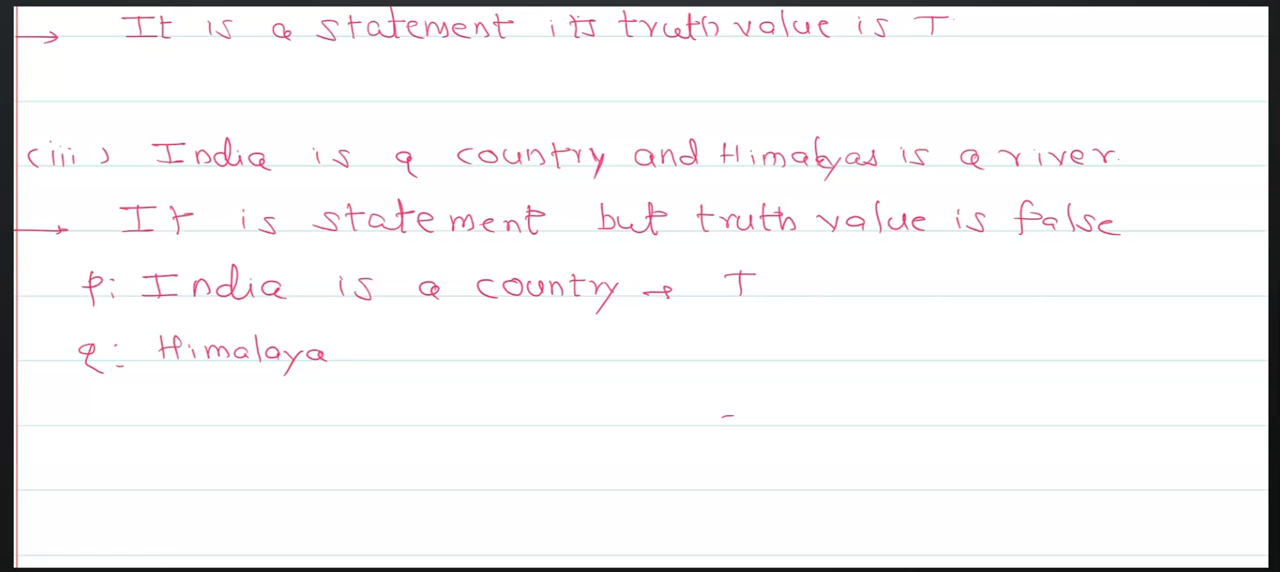 → It is a statement its truth value is T
(iii) India is a country and Himalayas is a river.
→ It is statement but truth value is false
p: India is a country → T
q: Himalaya